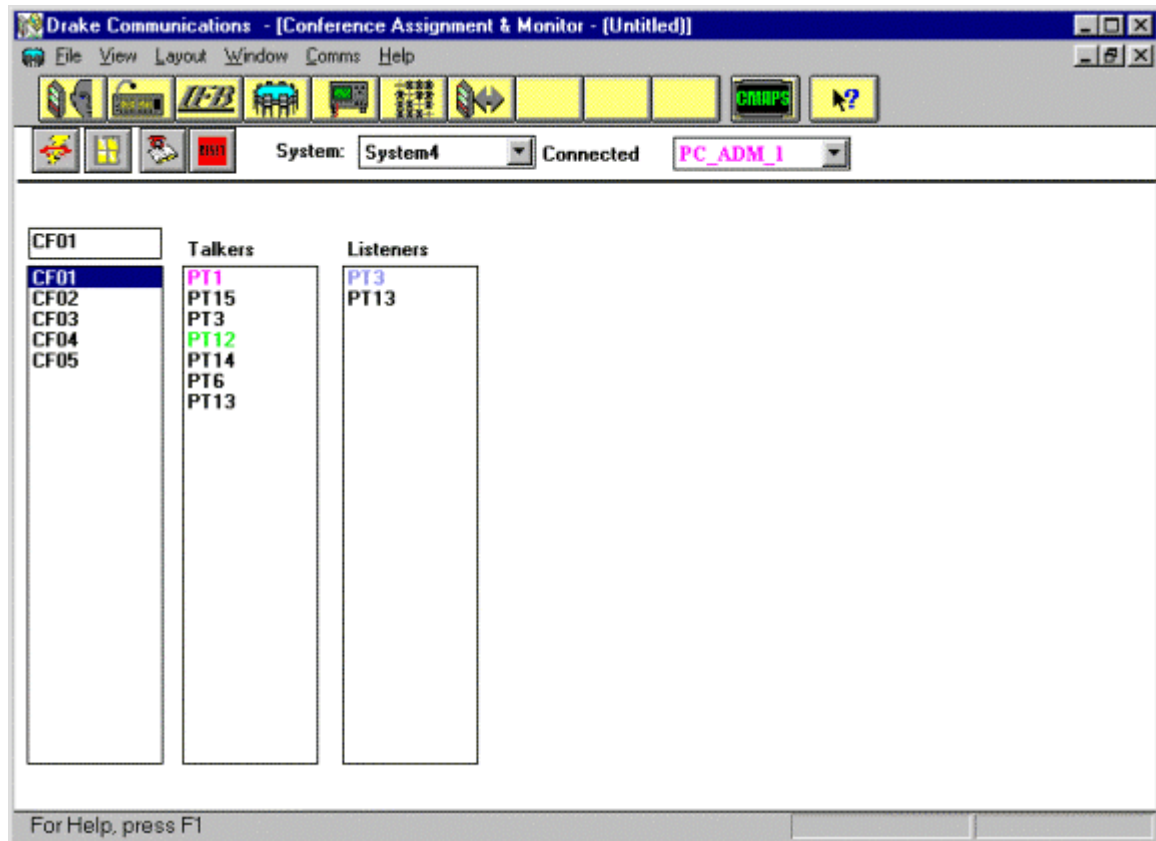 Drake Communications - [Conference Assignment & Monitor - (Untitled)]
File View Layout Window Comms Help
IFB CMAPS ?
RESET System: System4 Connected PC_ADM_1
CF01 Talkers Listeners
CF01 PT1 PT3
CF02 PT15 PT13
CF03 PT3
CF04 PT12
CF05 PT14
PT6
PT13
For Help, press F1